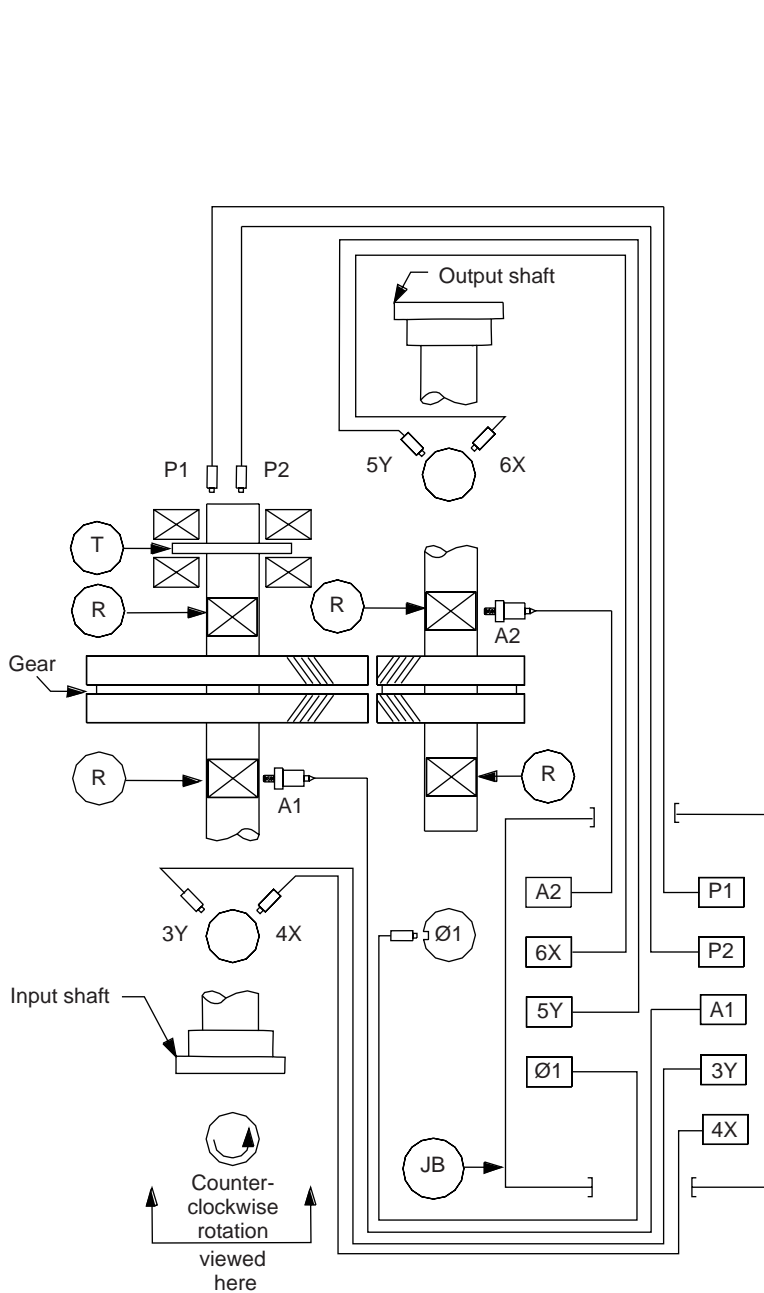 Output shaft
5Y
6X
P1
P2
T
R
R
A2
Gear
R
A1
R
3Y
4X
Ø1
A2
P1
6X
P2
Input shaft
5Y
A1
Ø1
3Y
4X
JB
Counter-
clockwise
rotation
viewed
here